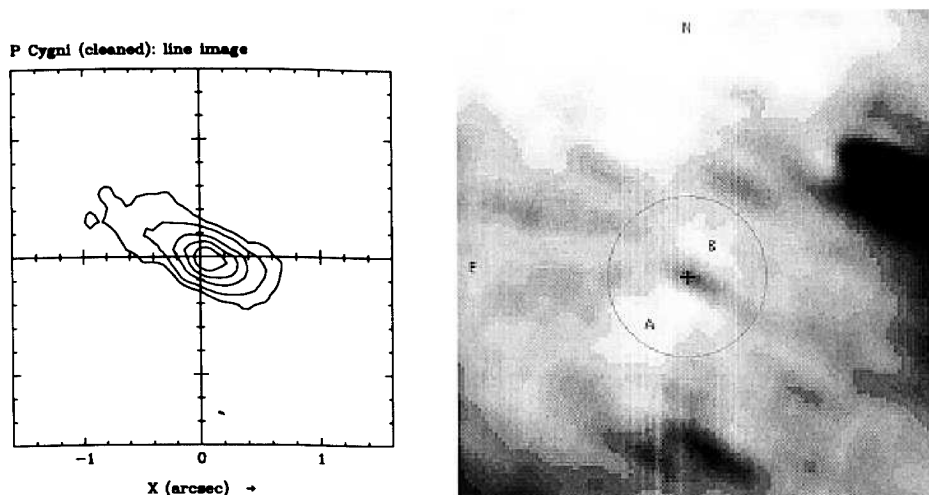 P Cygni (cleaned): line image
N
B
E
A
-1
0
1
X (arcsec) →